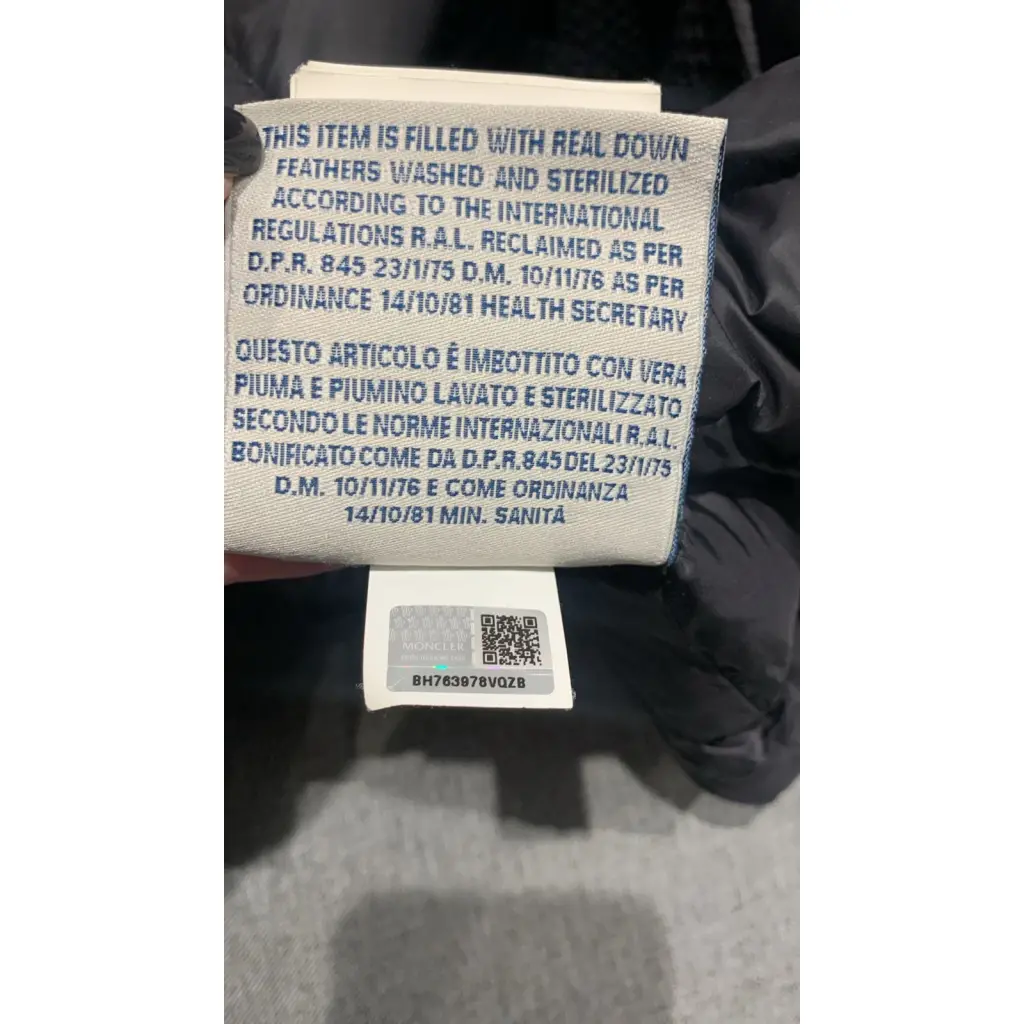 THIS ITEM IS FILLED WITH REAL DOWN
FEATHERS WASHED AND STERILIZED
ACCORDING TO THE INTERNATIONAL
REGULATIONS R.A.L. RECLAIMED AS PER
D.P.R. 845 23/1/75 D.M. 10/11/76 AS PER
ORDINANCE 14/10/81 HEALTH SECRETARY
QUESTO ARTICOLO È IMBOTTITO CON VERA
PIUMA E PIUMINO LAVATO E STERILIZZATO
SECONDO LE NORME INTERNAZIONALI R.A.L.
BONIFICATO COME DA D.P.R. 845 DEL 23/1/75
D.M. 10/11/76 E COME ORDINANZA
14/10/81 MIN. SANITÀ
MONCLER
BH763978VQZB